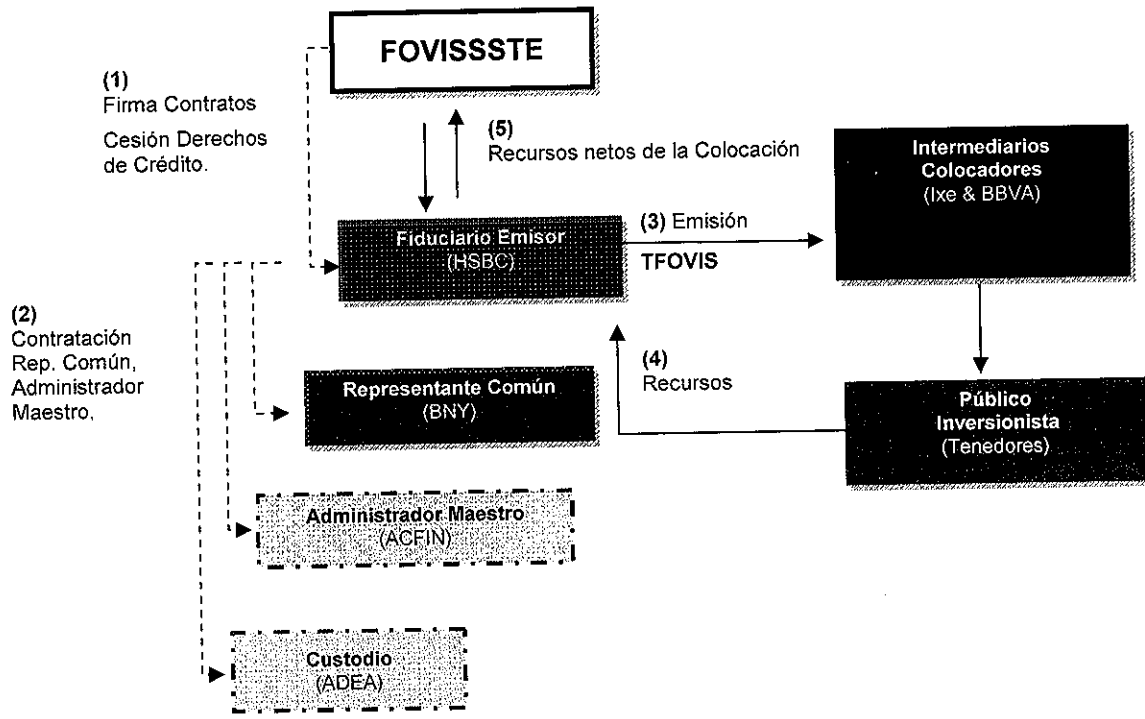 FOVISSSTE
(1)
Firma Contratos
Cesión Derechos
de Crédito.
(5)
Recursos netos de la Colocación
Intermediarios
Colocadores
(Ixe & BBVA)
Fiduciario Emisor
(HSBC)
(3) Emisión
TFOVIS
(2)
Contratación
Rep. Común,
Administrador
Maestro.
(4)
Recursos
Representante Común
(BNY)
Público
Inversionista
(Tenedores)
Administrador Maestro
(ACFIN)
Custodio
(ADEA)